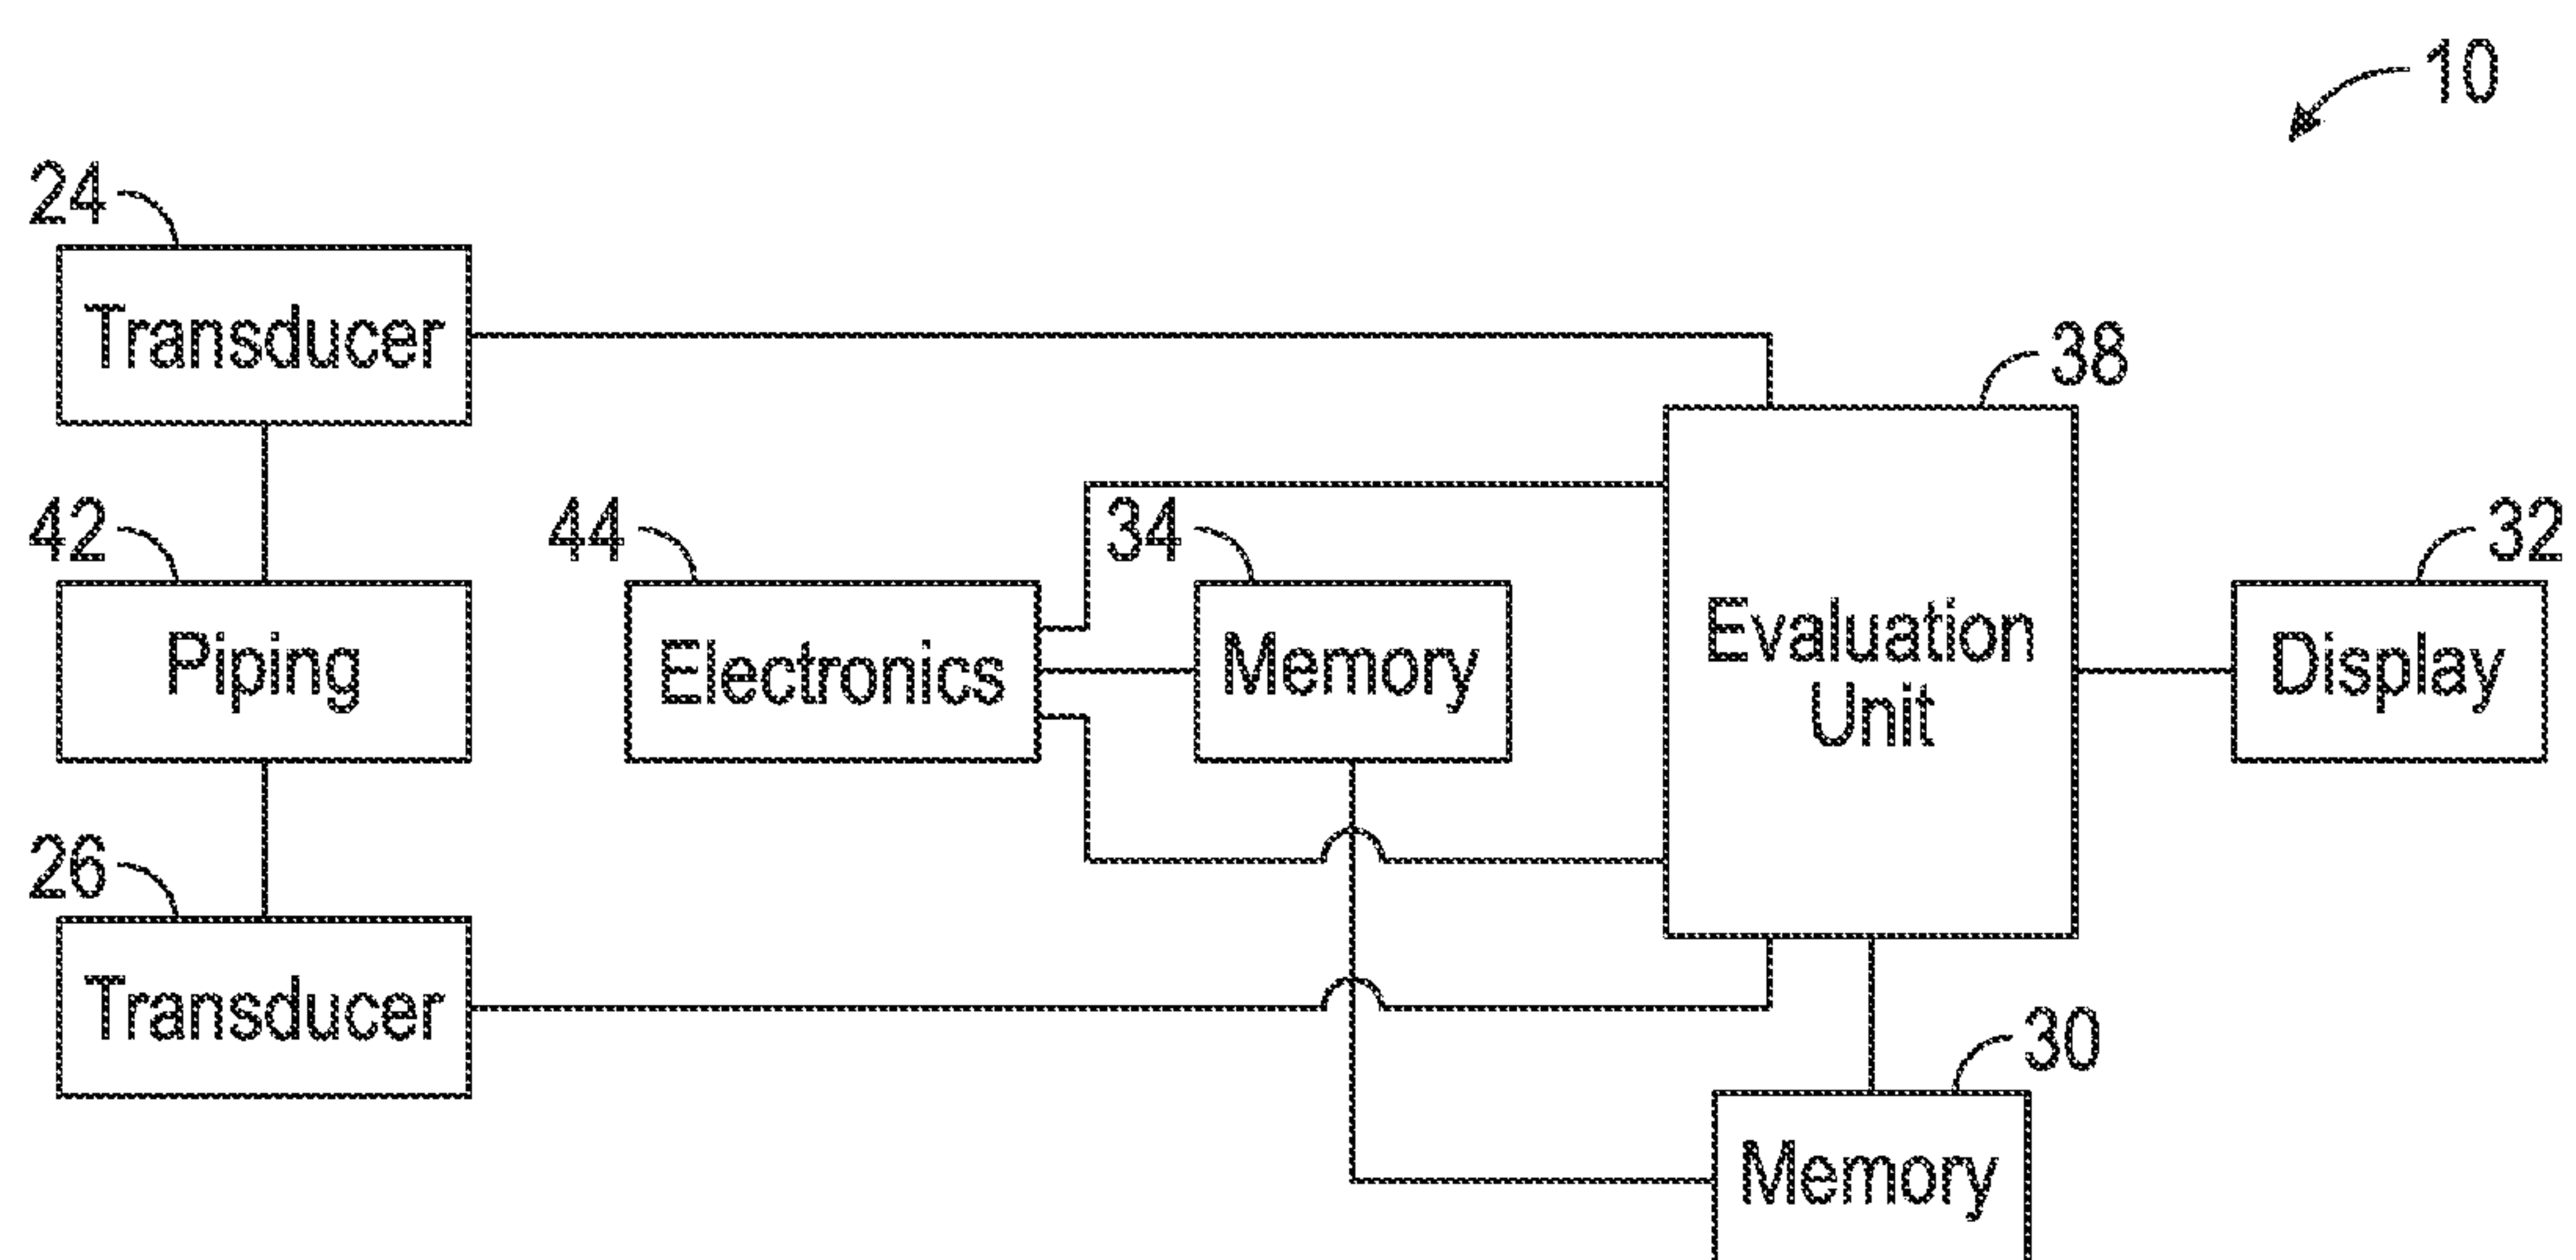 10
24
Transducer
38
42
44
34
32
Piping
Electronics
Memory
Evaluation
Unit
Display
26
Transducer
30
Memory